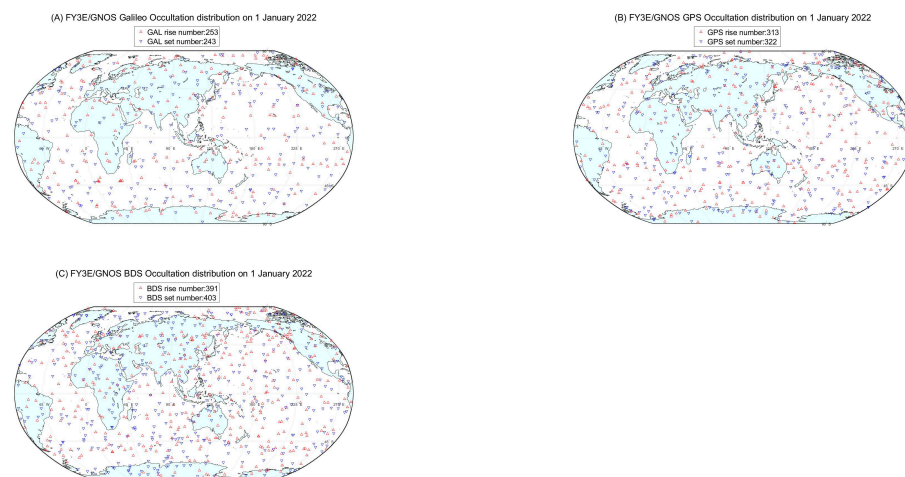 (A) FY3E/GNOS Galileo Occultation distribution on 1 January 2022
GAL rise number:253
GAL set number:243
(B) FY3E/GNOS GPS Occultation distribution on 1 January 2022
GPS rise number:313
GPS set number:322
(C) FY3E/GNOS BDS Occultation distribution on 1 January 2022
BDS rise number:391
BDS set number:403